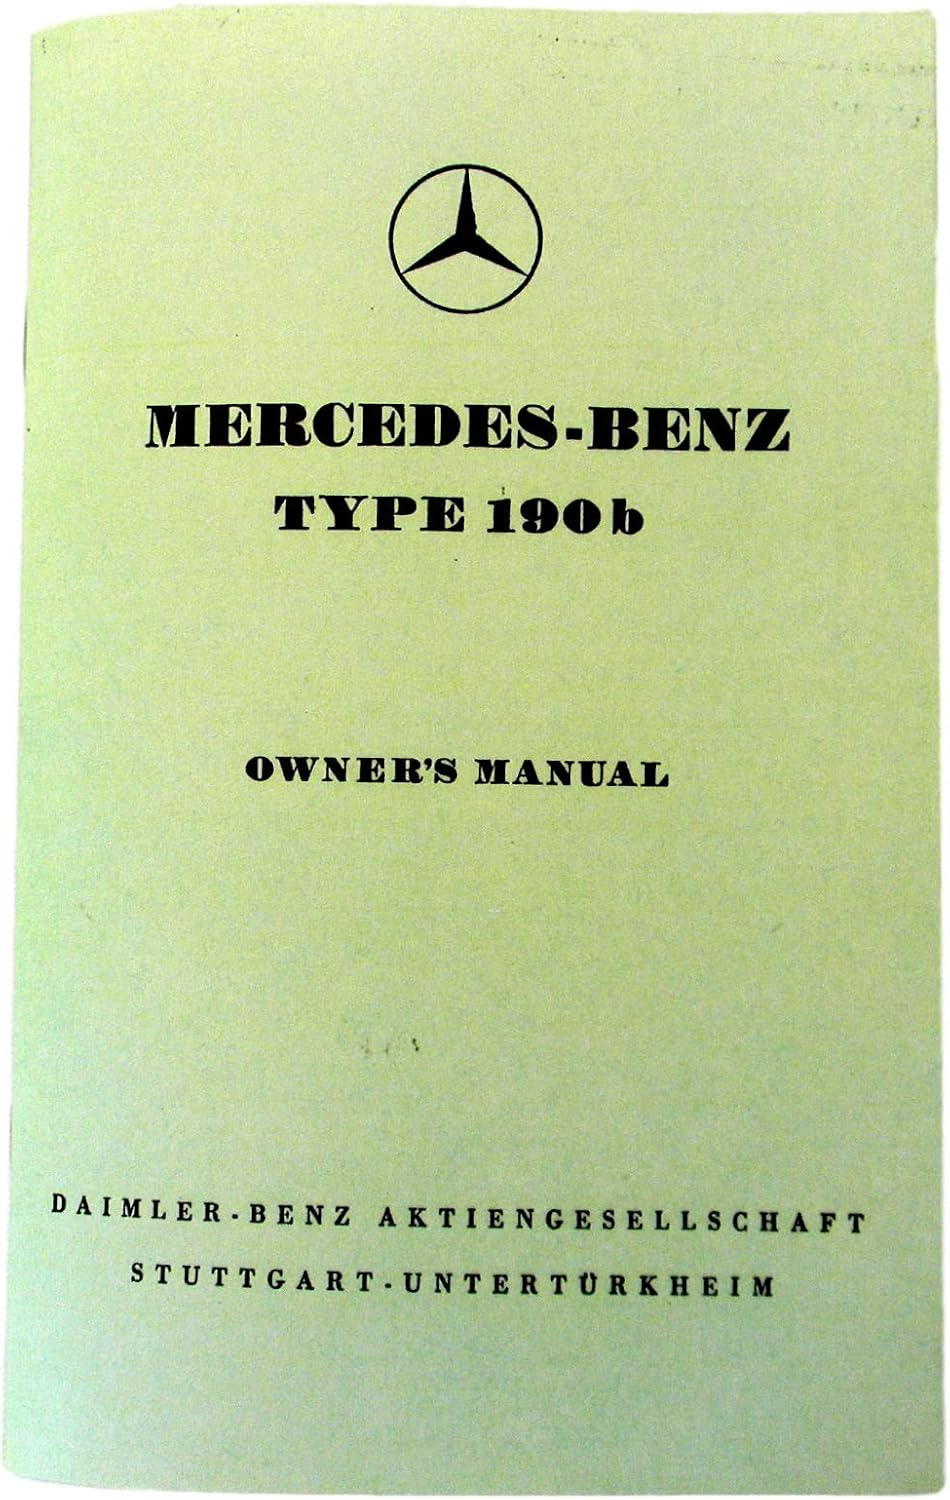 MERCEDES-BENZ
TYPE 190b
OWNER'S MANUAL
DAIMLER-BENZ AKTIENGESELLSCHAFT
STUTTGART-UNTERTÜRKHEIM